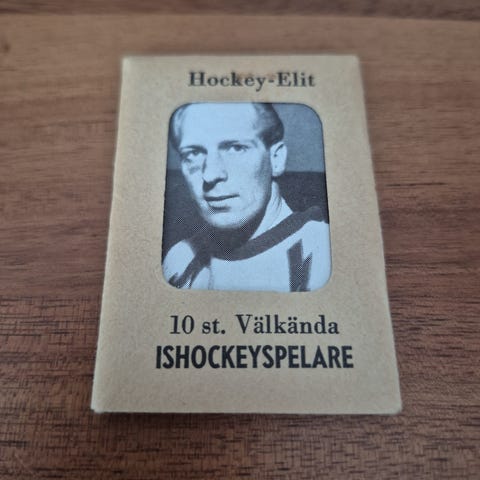 Hockey-Elit
10 st. Välkända
ISHOCKEYSPELARE